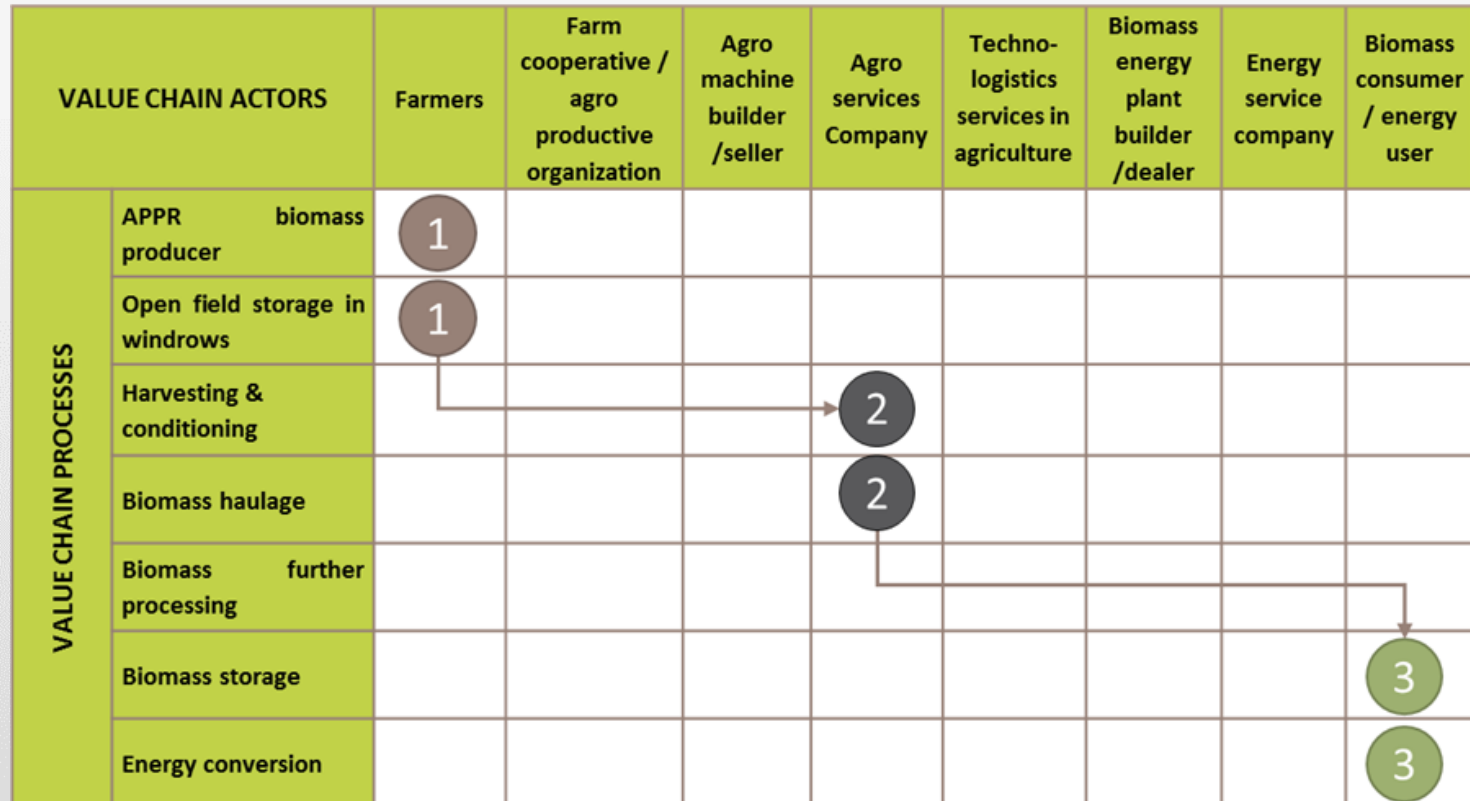 VALUE CHAIN ACTORS
Farmers
Farm
cooperative /
agro
productive
organization
Agro
machine
builder
/seller
Agro
services
Company
Techno-
logistics
services in
agriculture
Biomass
energy
plant
builder
/dealer
Energy
service
company
Biomass
consumer
/ energy
user
VALUE CHAIN PROCESSES
APPR biomass
producer
1
Open field storage in
windrows
1
Harvesting &
conditioning
2
Biomass haulage
2
Biomass further
processing
Biomass storage
3
Energy conversion
3